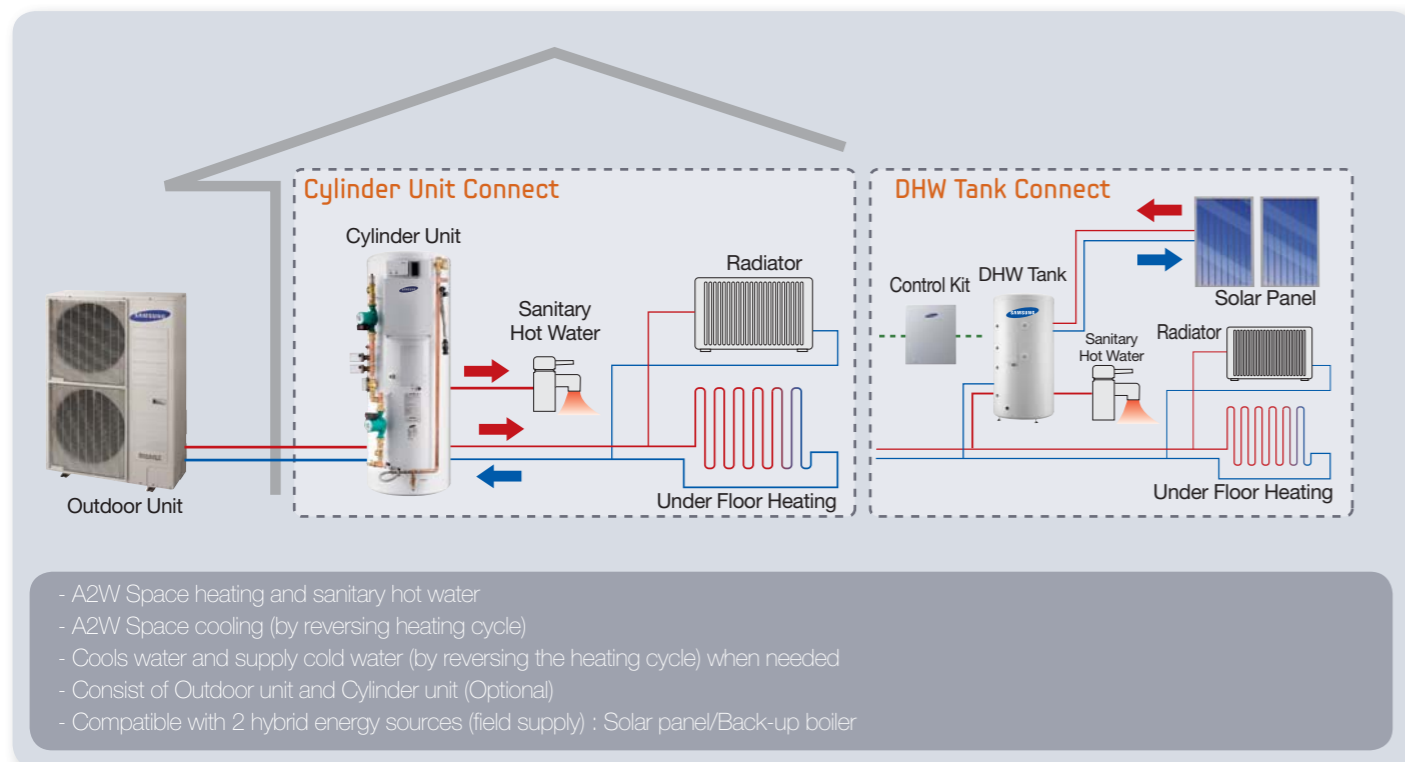 Cylinder Unit Connect
Cylinder Unit
SAMSUNG
Outdoor Unit
Sanitary
Hot Water
Radiator
Under Floor Heating
DHW Tank Connect
Control Kit
DHW Tank
SAMSUNG
Solar Panel
Sanitary
Hot Water
Radiator
Under Floor Heating
- A2W Space heating and sanitary hot water
- A2W Space cooling (by reversing heating cycle)
- Cools water and supply cold water (by reversing the heating cycle) when needed
- Consist of Outdoor unit and Cylinder unit (Optional)
- Compatible with 2 hybrid energy sources (field supply) : Solar panel/Back-up boiler